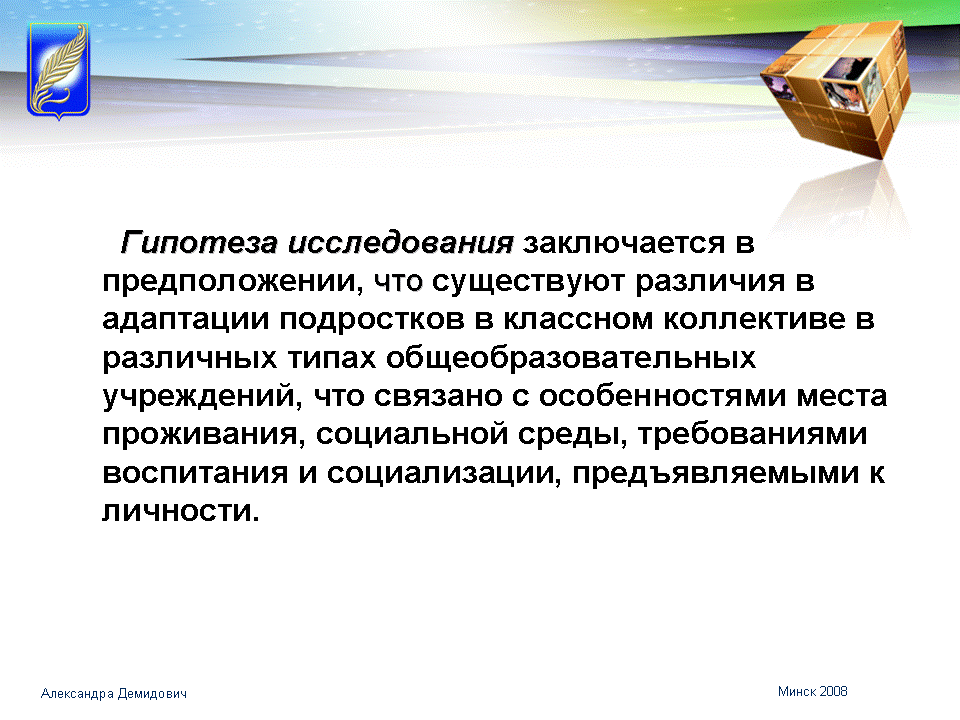 Гипотеза исследования заключается в
предположении, что существуют различия в
адаптации подростков в классном коллективе в
различных типах общеобразовательных
учреждений, что связано с особенностями места
проживания, социальной среды, требованиями
воспитания и социализации, предъявляемыми к
личности.
Александра Демидович
Минск 2008